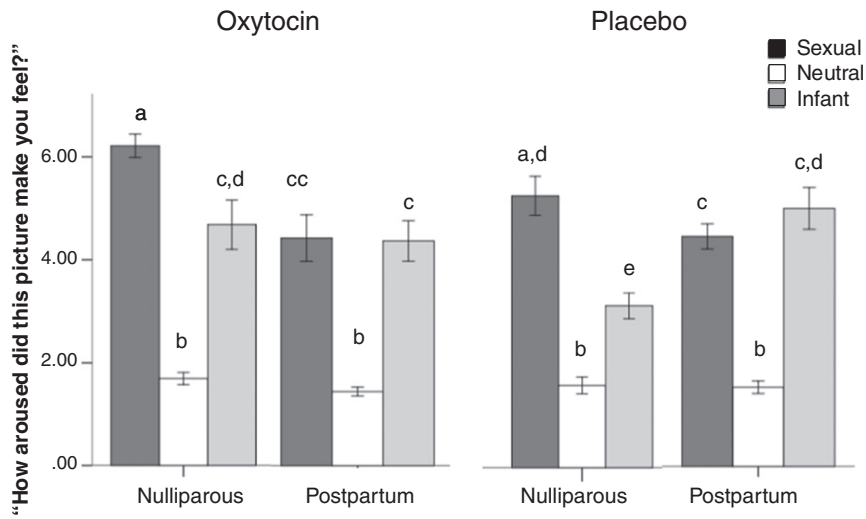 Oxytocin
Placebo
Sexual
Neutral
Infant
"How aroused did this picture make you feel?"
6.00
4.00
2.00
.00
a
b
c,d
cc
b
c
a,d
b
e
c
b
c,d
Nulliparous
Postpartum
Nulliparous
Postpartum